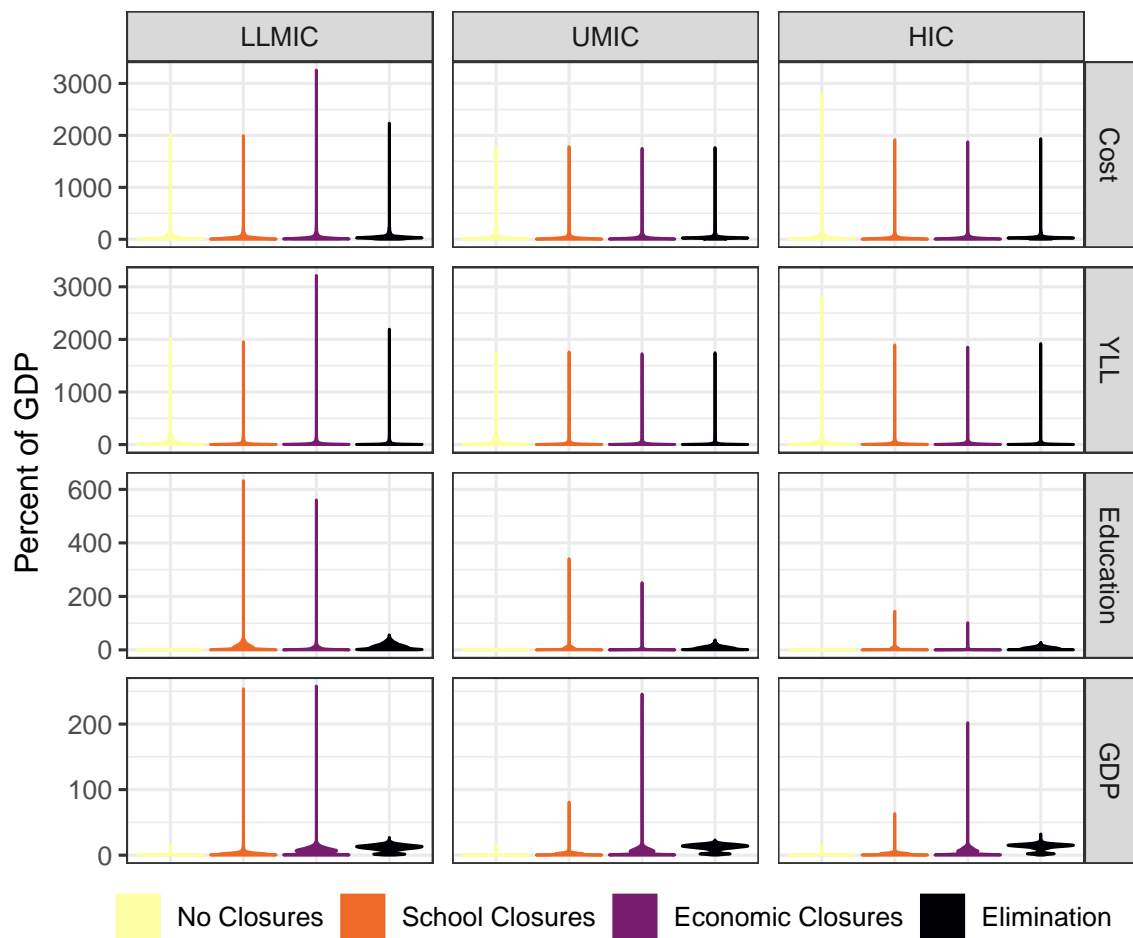 LLMIC UMIC HIC
3000
2000
1000
0
Cost
3000
2000
1000
0
YLL
600
400
200
0
Education
200
100
0
GDP
Percent of GDP
No Closures School Closures Economic Closures Elimination